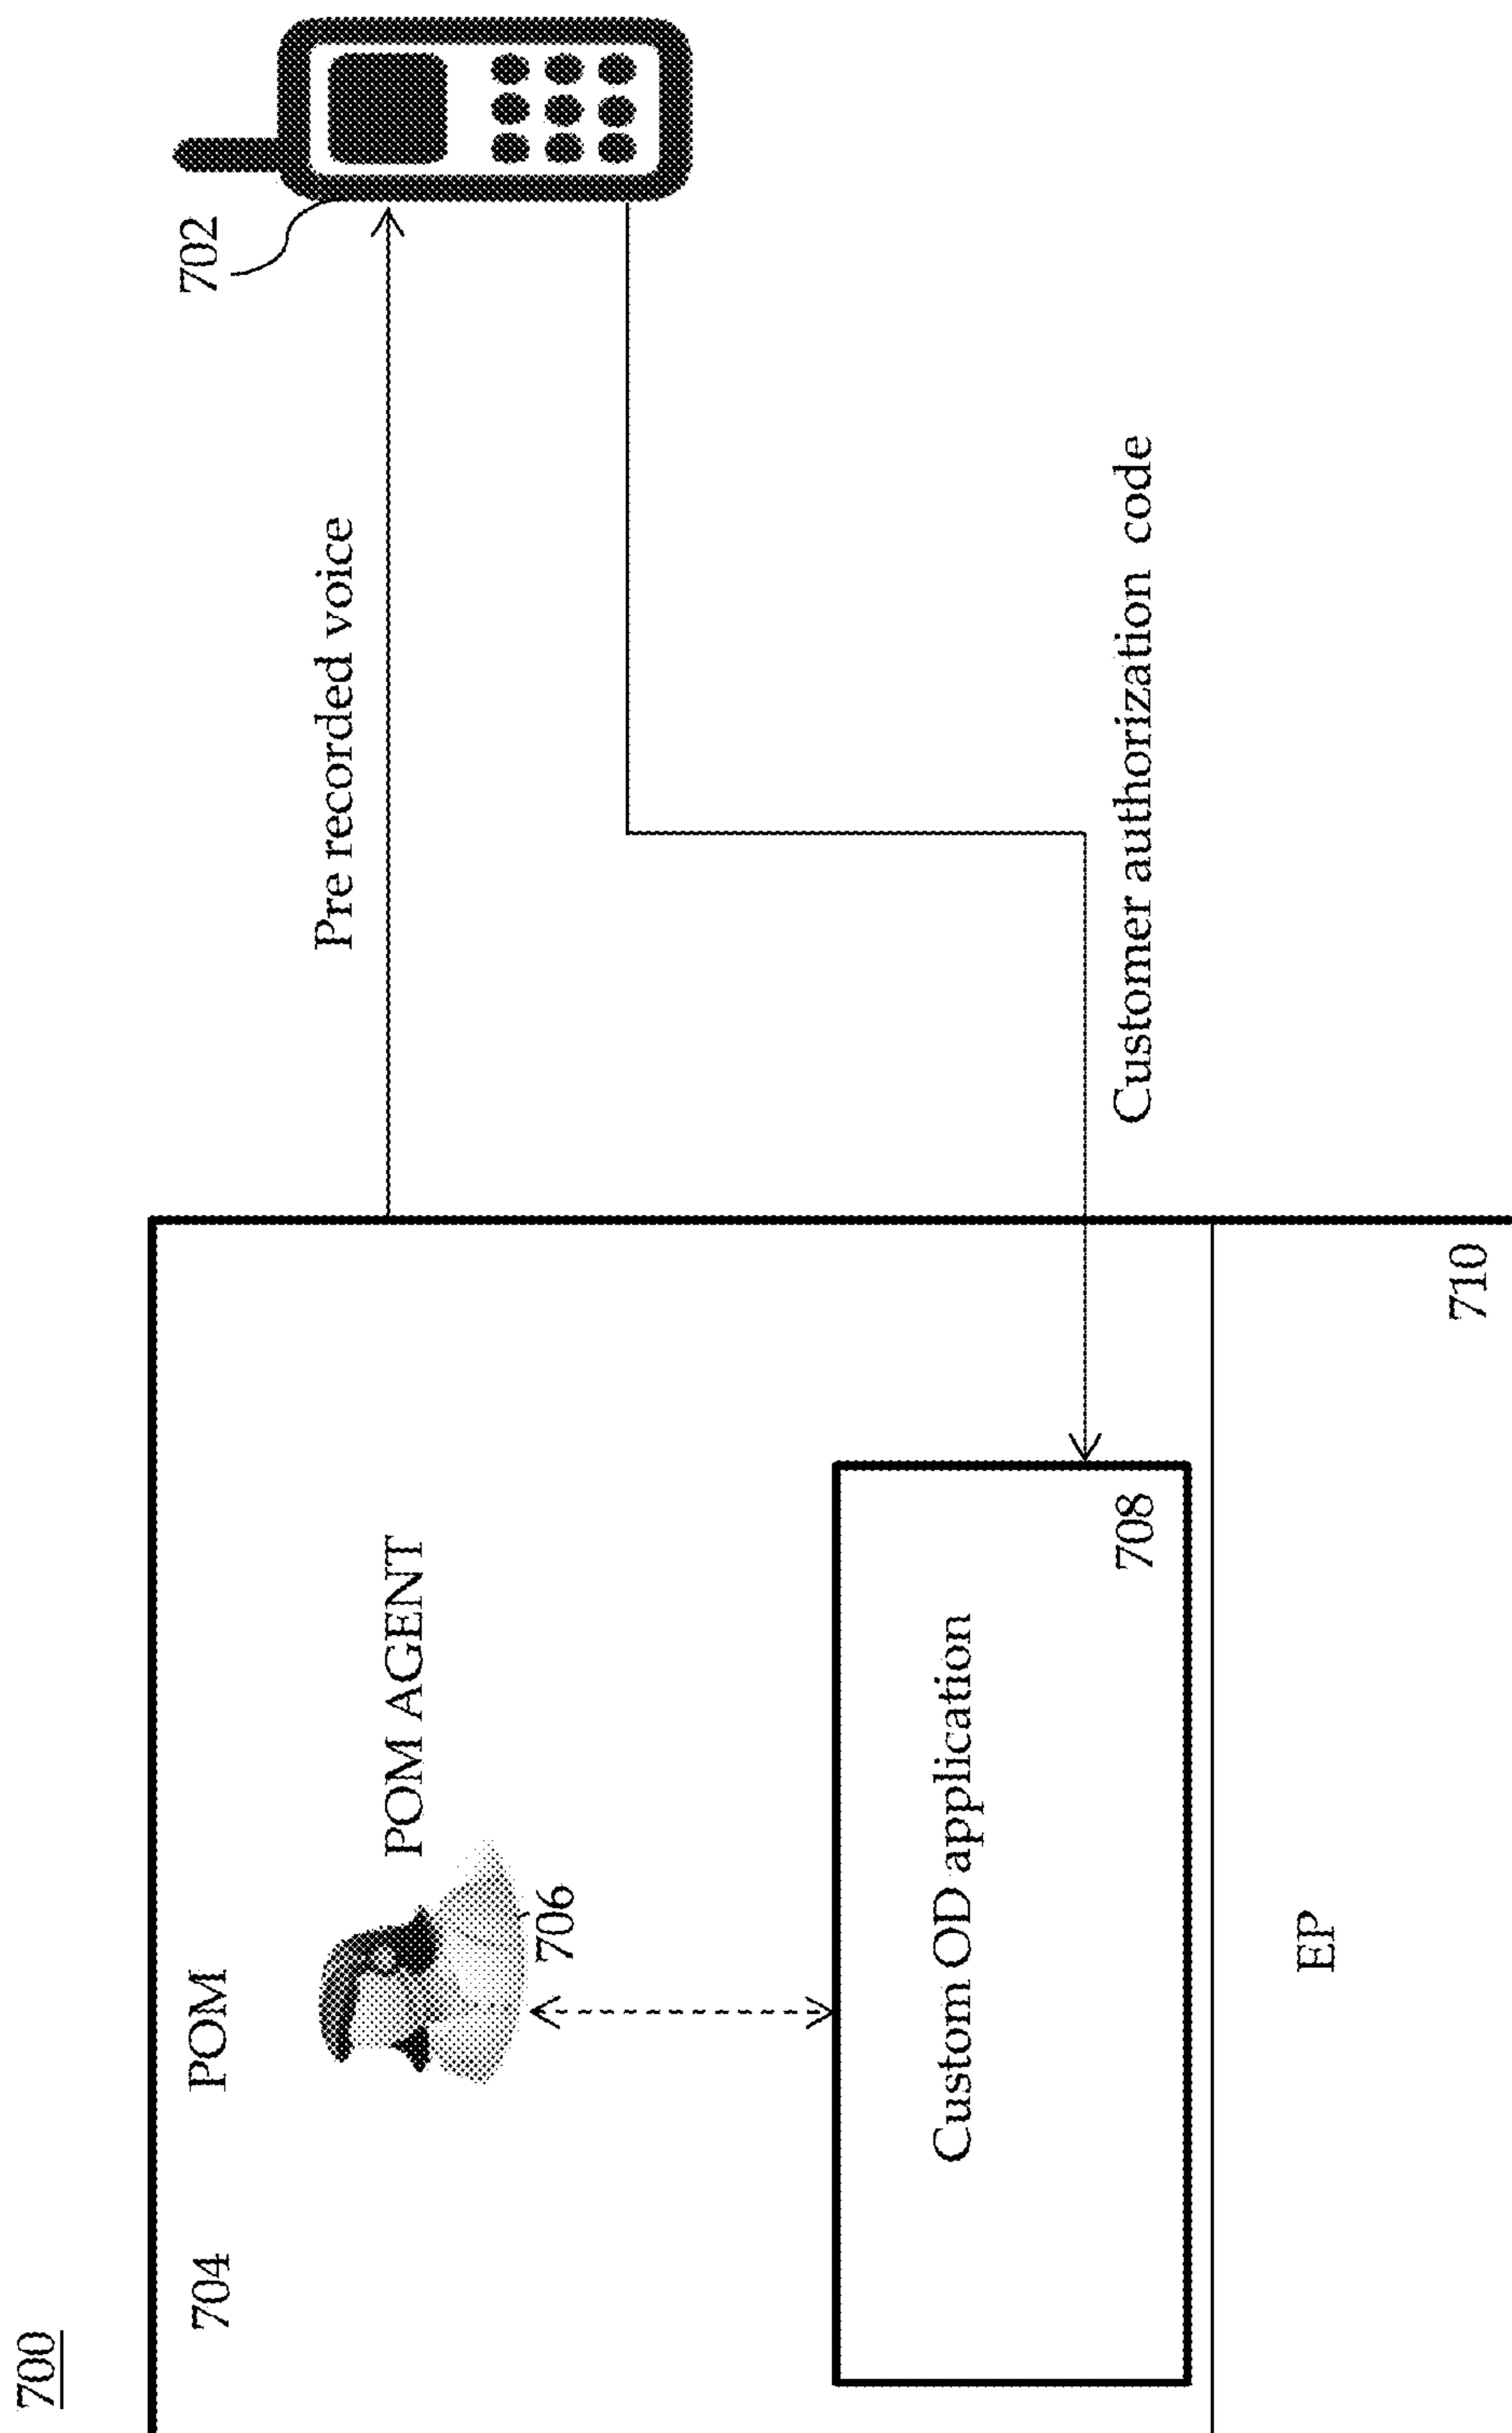 700
704
POM
POM AGENT
706
Custom OD application
708
EP
710
Pre recorded voice
702
Customer authorization code